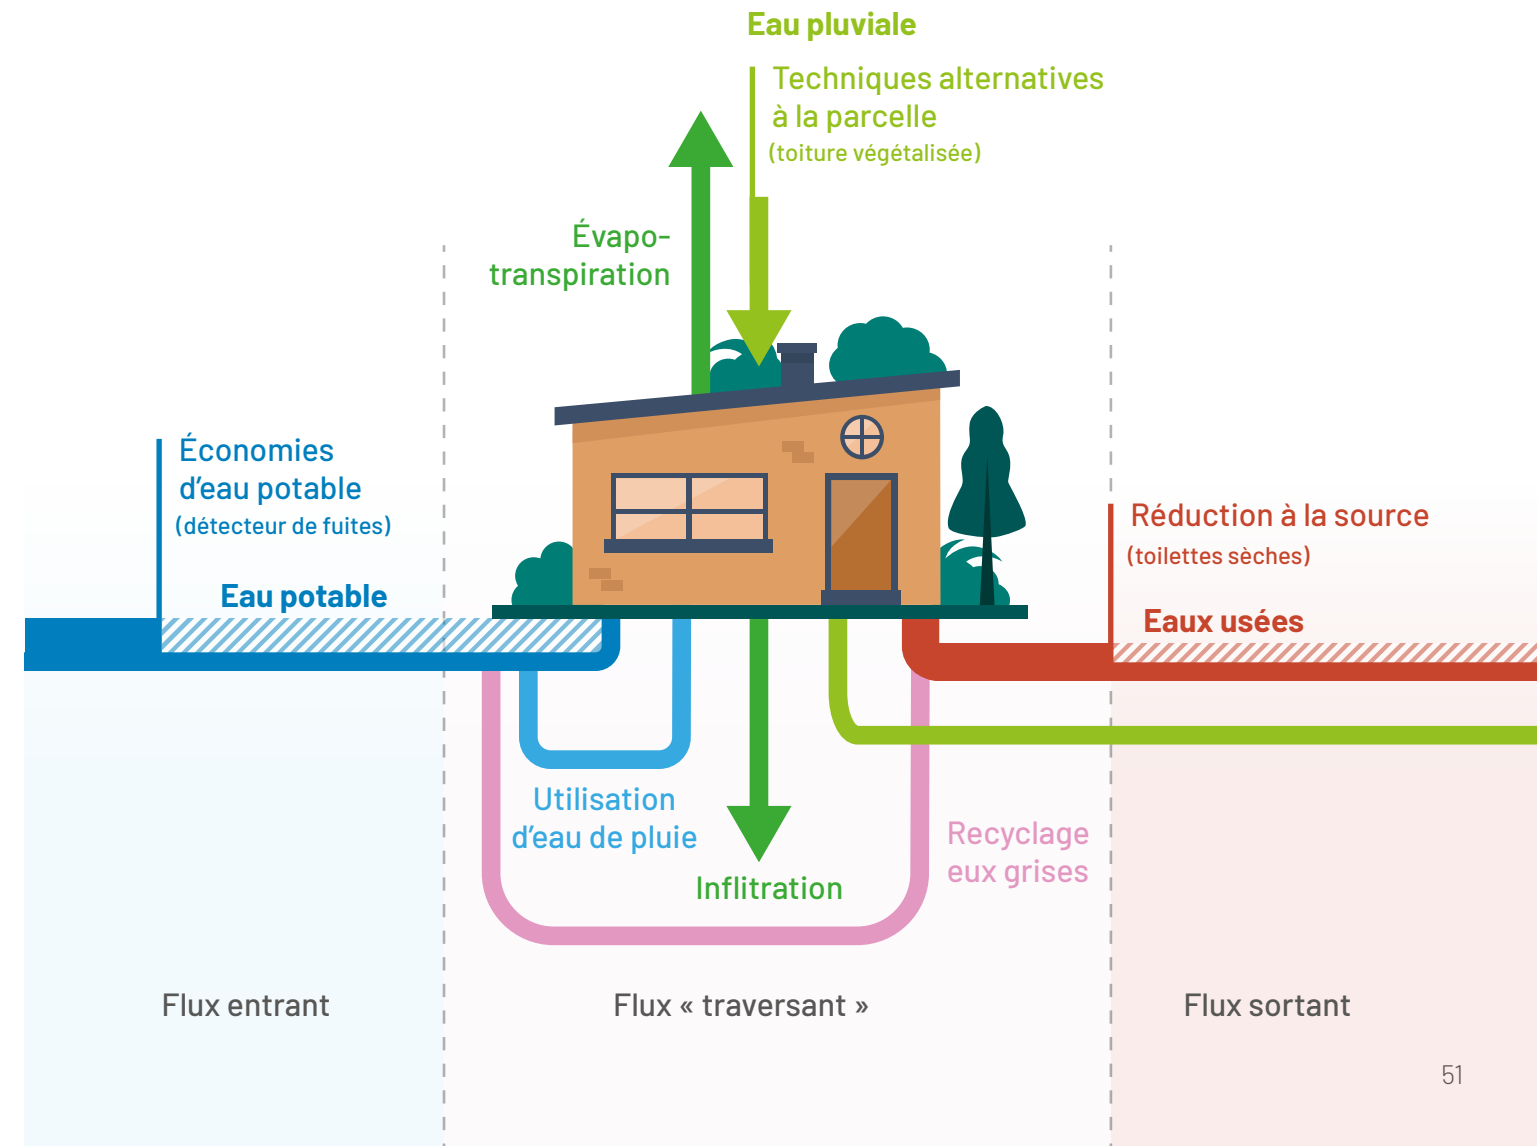 Eau pluviale
Techniques alternatives
à la parcelle
(toiture végétalisée)
Évapo-
transpiration
Économies
d'eau potable
(détecteur de fuites)
Eau potable
Réduction à la source
(toilettes sèches)
Eaux usées
Utilisation
d'eau de pluie
Inflitration
Recyclage
eux grises
Flux entrant
Flux « traversant »
Flux sortant
51